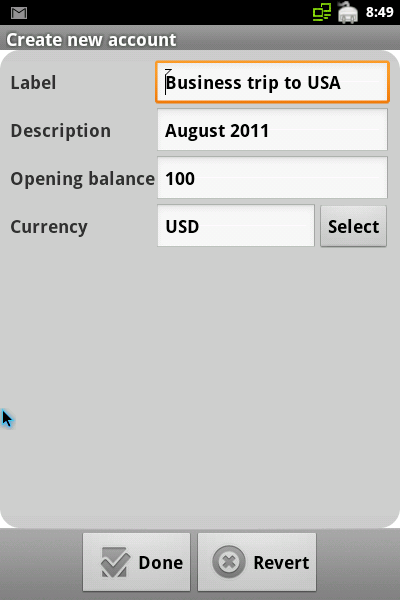 8:49
Create new account
Label Business trip to USA
Description August 2011
Opening balance 100
Currency USD Select
Done Revert